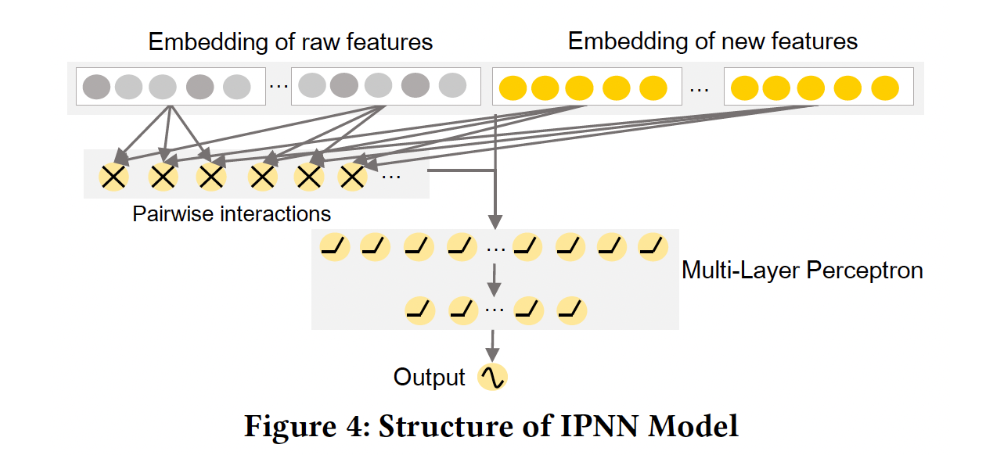 Embedding of raw features
Embedding of new features
...
...
...
Pairwise interactions
...
Multi-Layer Perceptron
...
Output
Figure 4: Structure of IPNN Model